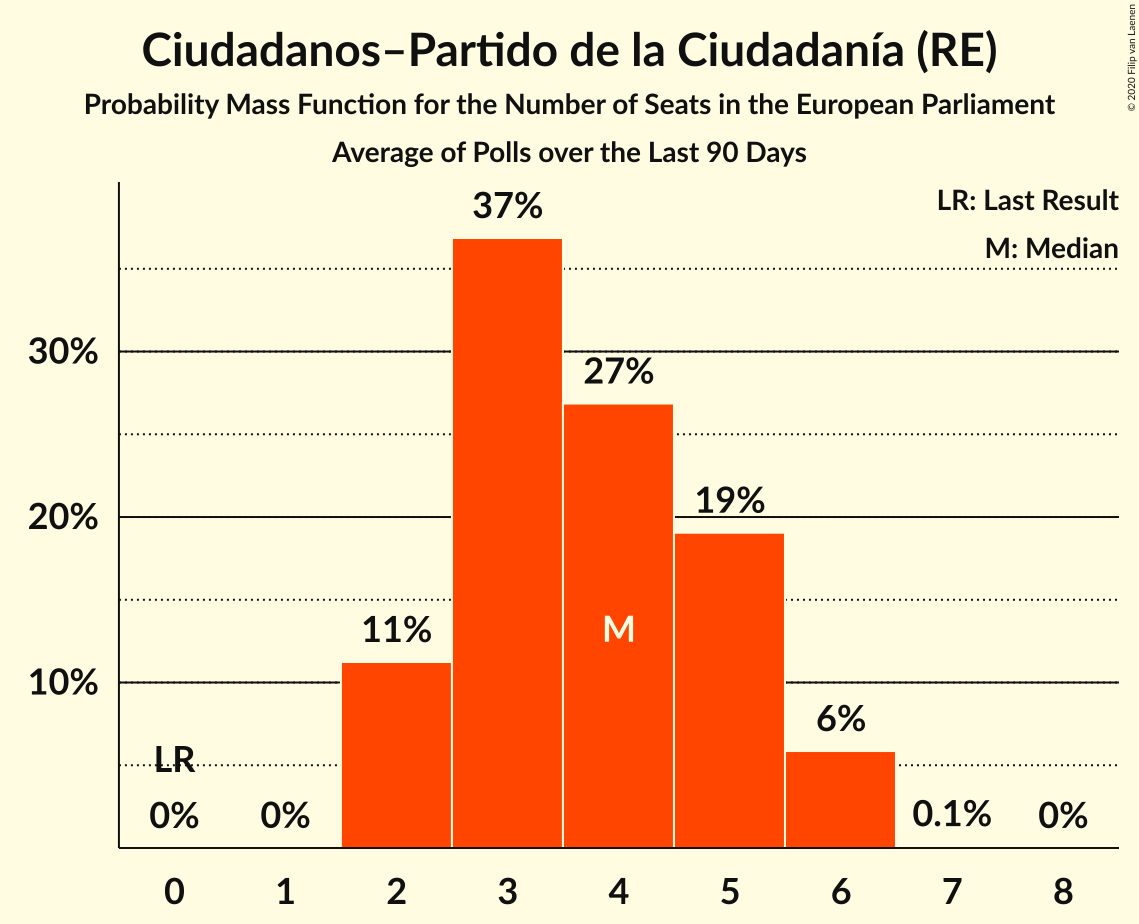 Ciudadanos–Partido de la Ciudadanía (RE)
Probability Mass Function for the Number of Seats in the European Parliament
Average of Polls over the Last 90 Days
© 2020 Filip van Laenen
LR: Last Result
M: Median
37%
30%
27%
20%
19%
11%
M
10%
6%
LR
0%
0%
0.1%
0%
0 1 2 3 4 5 6 7 8